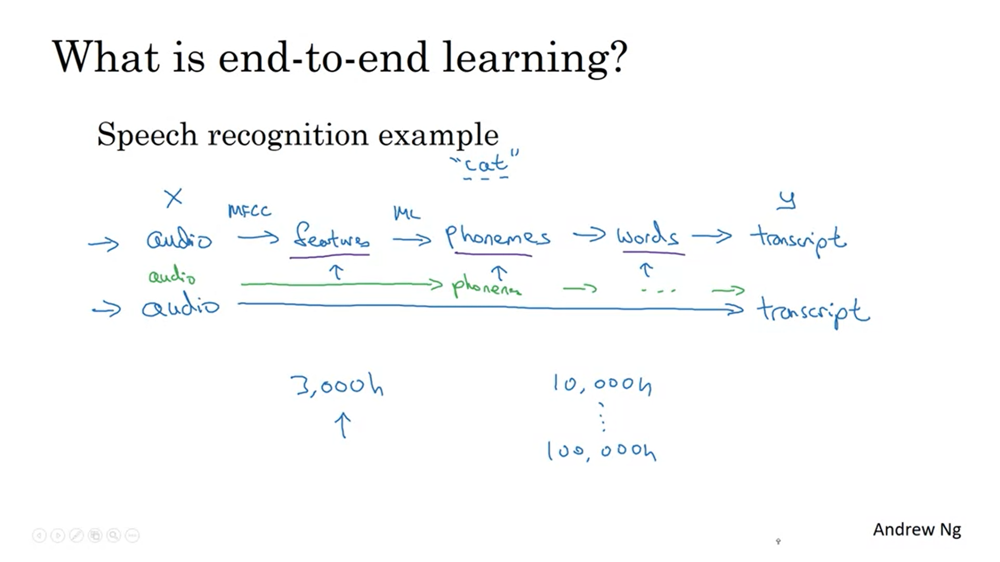 What is end-to-end learning?
Speech recognition example
"cat"
X MFCC ML y
→ audio → features → phonemes → words → transcript
audio → phonemes → ... →
→ audio → transcript
3,000h 10,000h
100,000h
Andrew Ng